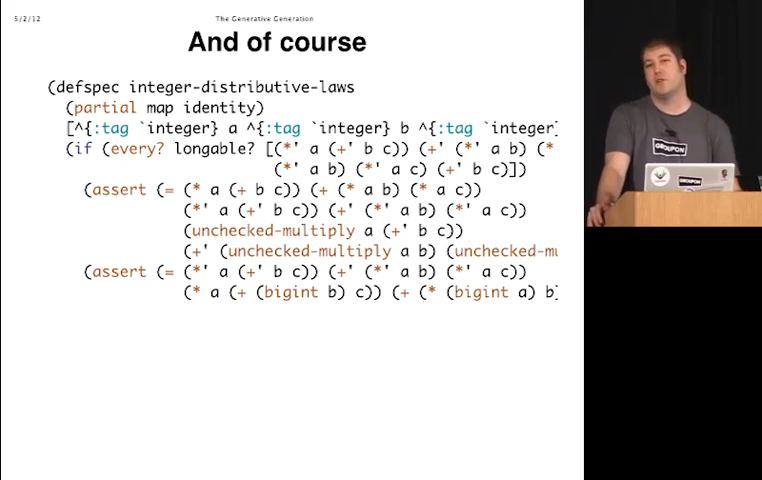 5/2/12
The Generative Generation
And of course
(defspec integer-distributive-laws
(partial map identity)
[^{:tag `integer} a ^{:tag `integer} b ^{:tag `integer}
(if (every? longable? [(*' a (+' b c)) (+' (*' a b) (*
(*' a b) (*' a c) (+' b c)])
(assert (= (* a (+ b c)) (+ (* a b) (* a c))
(*' a (+' b c)) (+' (*' a b) (*' a c))
(unchecked-multiply a (+' b c))
(+' (unchecked-multiply a b) (unchecked-mu
(assert (= (*' a (+' b c)) (+' (*' a b) (*' a c))
(* a (+ (bigint b) c)) (+ (* (bigint a) b)
GROUPON
GROUPON